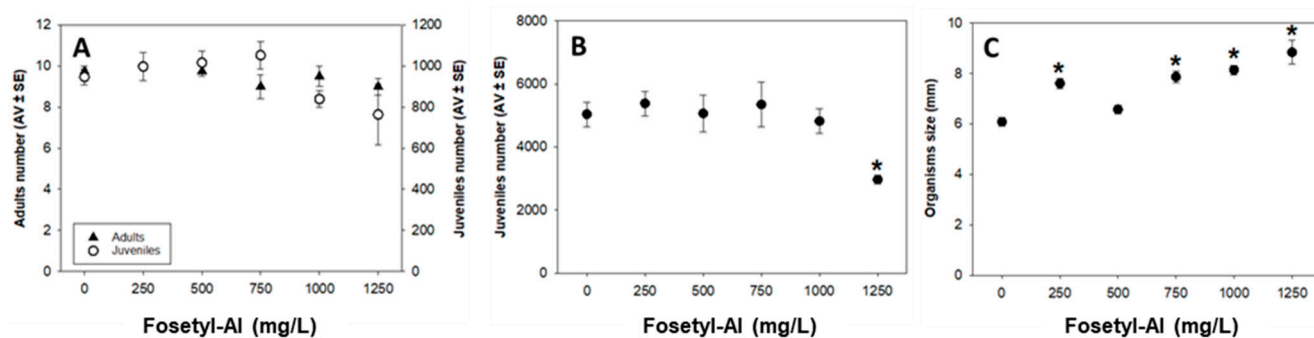 A
Adults number (AV ± SE)
12
10
8
6
4
2
0
1200
1000
800
600
400
200
0
Juveniles number (AV ± SE)
Adults
Juveniles
0 250 500 750 1000 1250
Fosetyl-Al (mg/L)
B
Juveniles number (AV ± SE)
8000
6000
4000
2000
0
*
0 250 500 750 1000 1250
Fosetyl-Al (mg/L)
C
Organisms size (mm)
10
8
6
4
2
0
* * * *
0 250 500 750 1000 1250
Fosetyl-Al (mg/L)